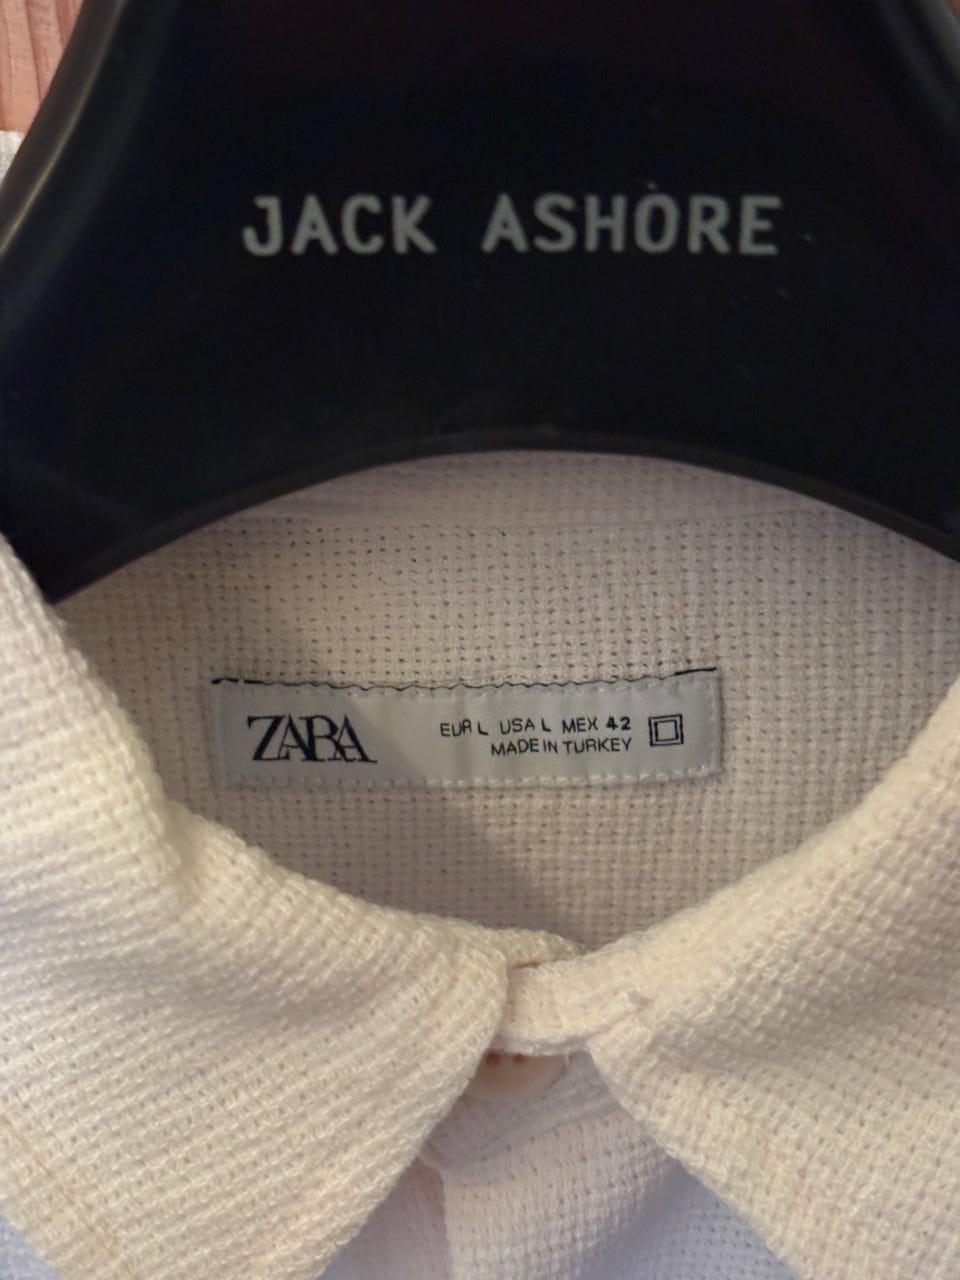 JACK ASHORE
ZARA
EUR L USA L MEX 42
MADE IN TURKEY